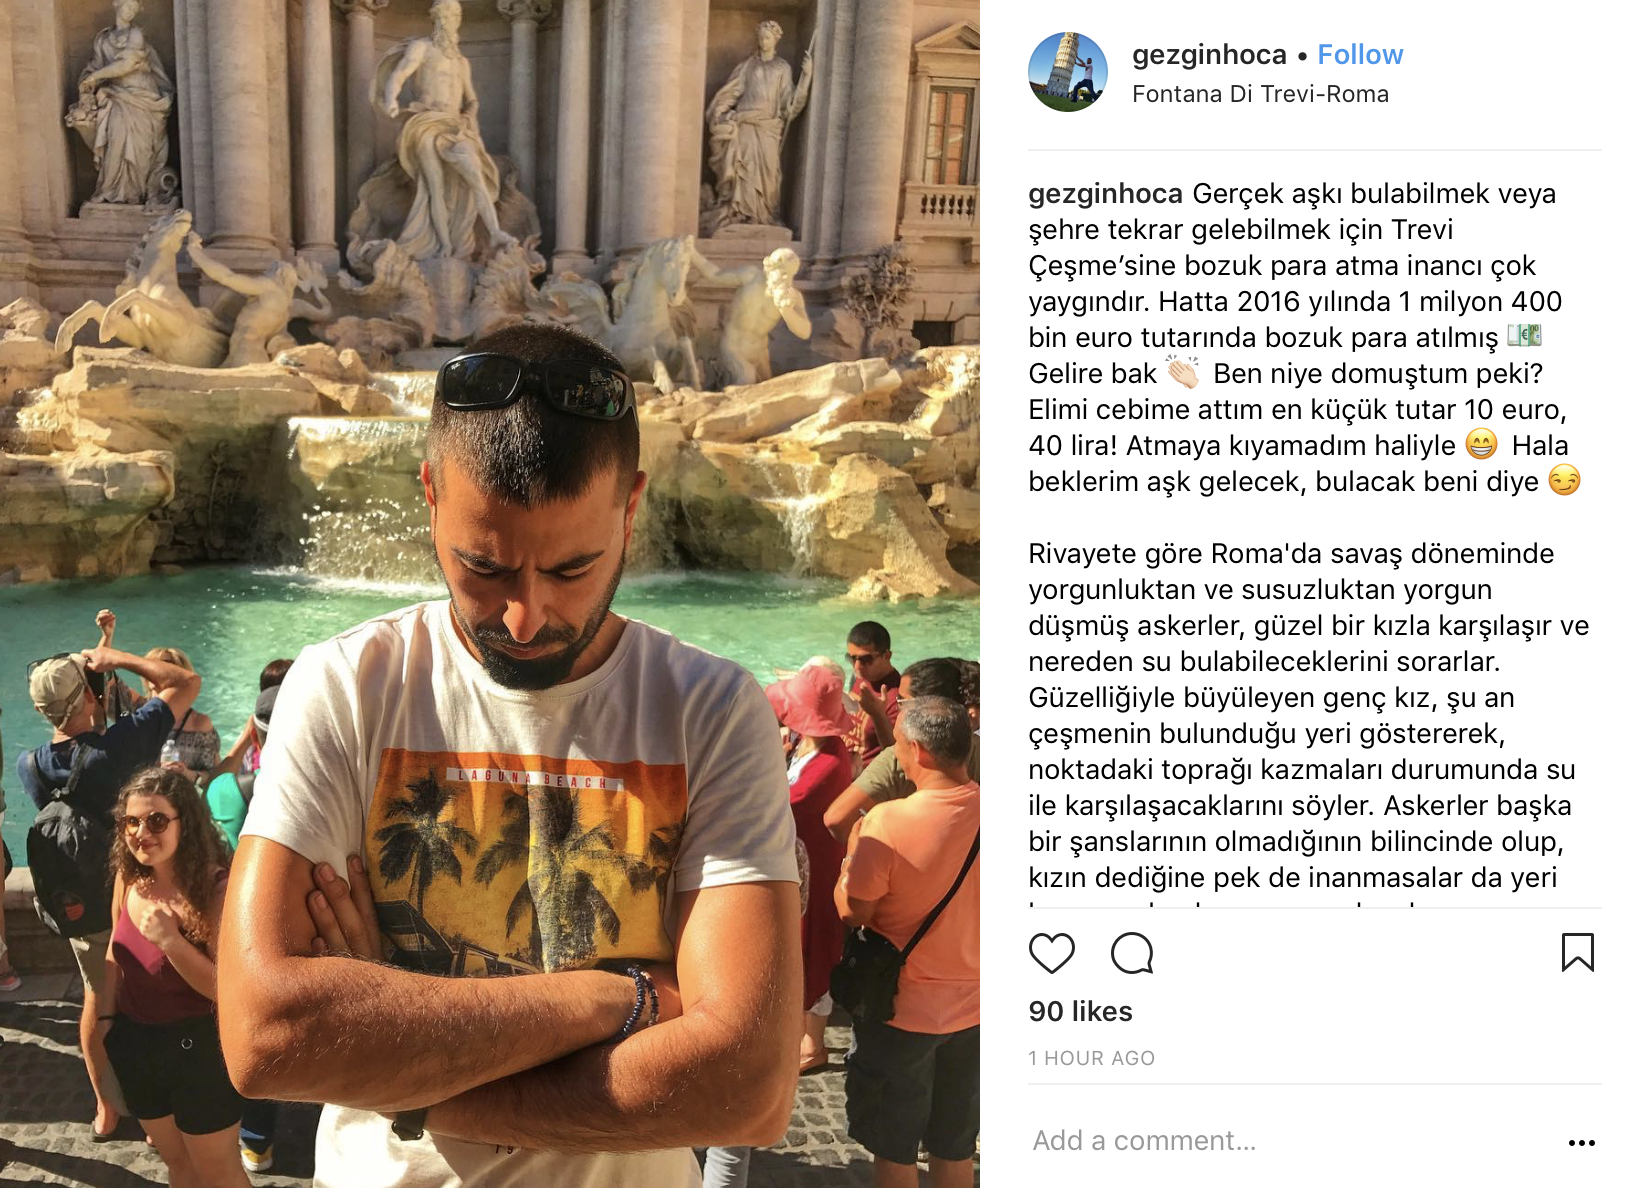 gezginhoca • Follow
Fontana Di Trevi-Roma
gezginhoca Gerçek aşkı bulabilmek veya
şehre tekrar gelebilmek için Trevi
Çeşme’sine bozuk para atma inancı çok
yaygındır. Hatta 2016 yılında 1 milyon 400
bin euro tutarında bozuk para atılmış 💶
Gelire bak 👏🏻 Ben niye domuştum peki?
Elimi cebime attım en küçük tutar 10 euro,
40 lira! Atmaya kıyamadım haliyle 😁 Hala
beklerim aşk gelecek, bulacak beni diye 😏
Rivayete göre Roma'da savaş döneminde
yorgunluktan ve susuzluktan yorgun
düşmüş askerler, güzel bir kızla karşılaşır ve
nereden su bulabileceklerini sorarlar.
Güzelliğiyle büyüleyen genç kız, şu an
çeşmenin bulunduğu yeri göstererek,
noktadaki toprağı kazmaları durumunda su
ile karşılaşacaklarını söyler. Askerler başka
bir şanslarının olmadığının bilincinde olup,
kızın dediğine pek de inanmasalar da yeri
90 likes
1 HOUR AGO
Add a comment...
LAGUNA BEACH
79